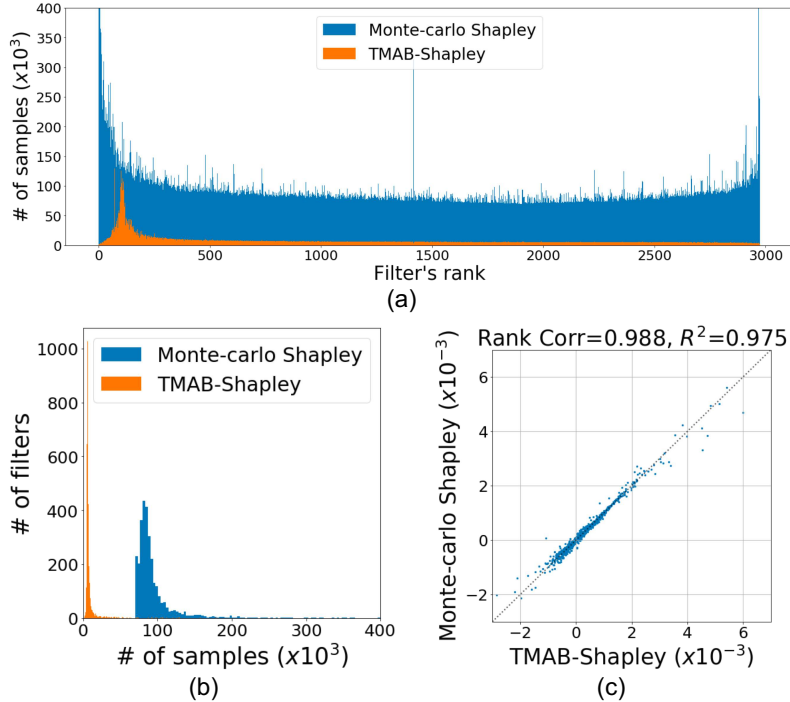 Monte-carlo Shapley
TMAB-Shapley
# of samples (x10³)
400
350
300
250
200
150
100
50
0
0 500 1000 1500 2000 2500 3000
Filter's rank
(a)
Monte-carlo Shapley
TMAB-Shapley
# of filters
1000
800
600
400
200
0
0 100 200 300 400
# of samples (x10³)
(b)
Rank Corr=0.988, R²=0.975
Monte-carlo Shapley (x10⁻³)
6
4
2
0
−2
−2 0 2 4 6
TMAB-Shapley (x10⁻³)
(c)